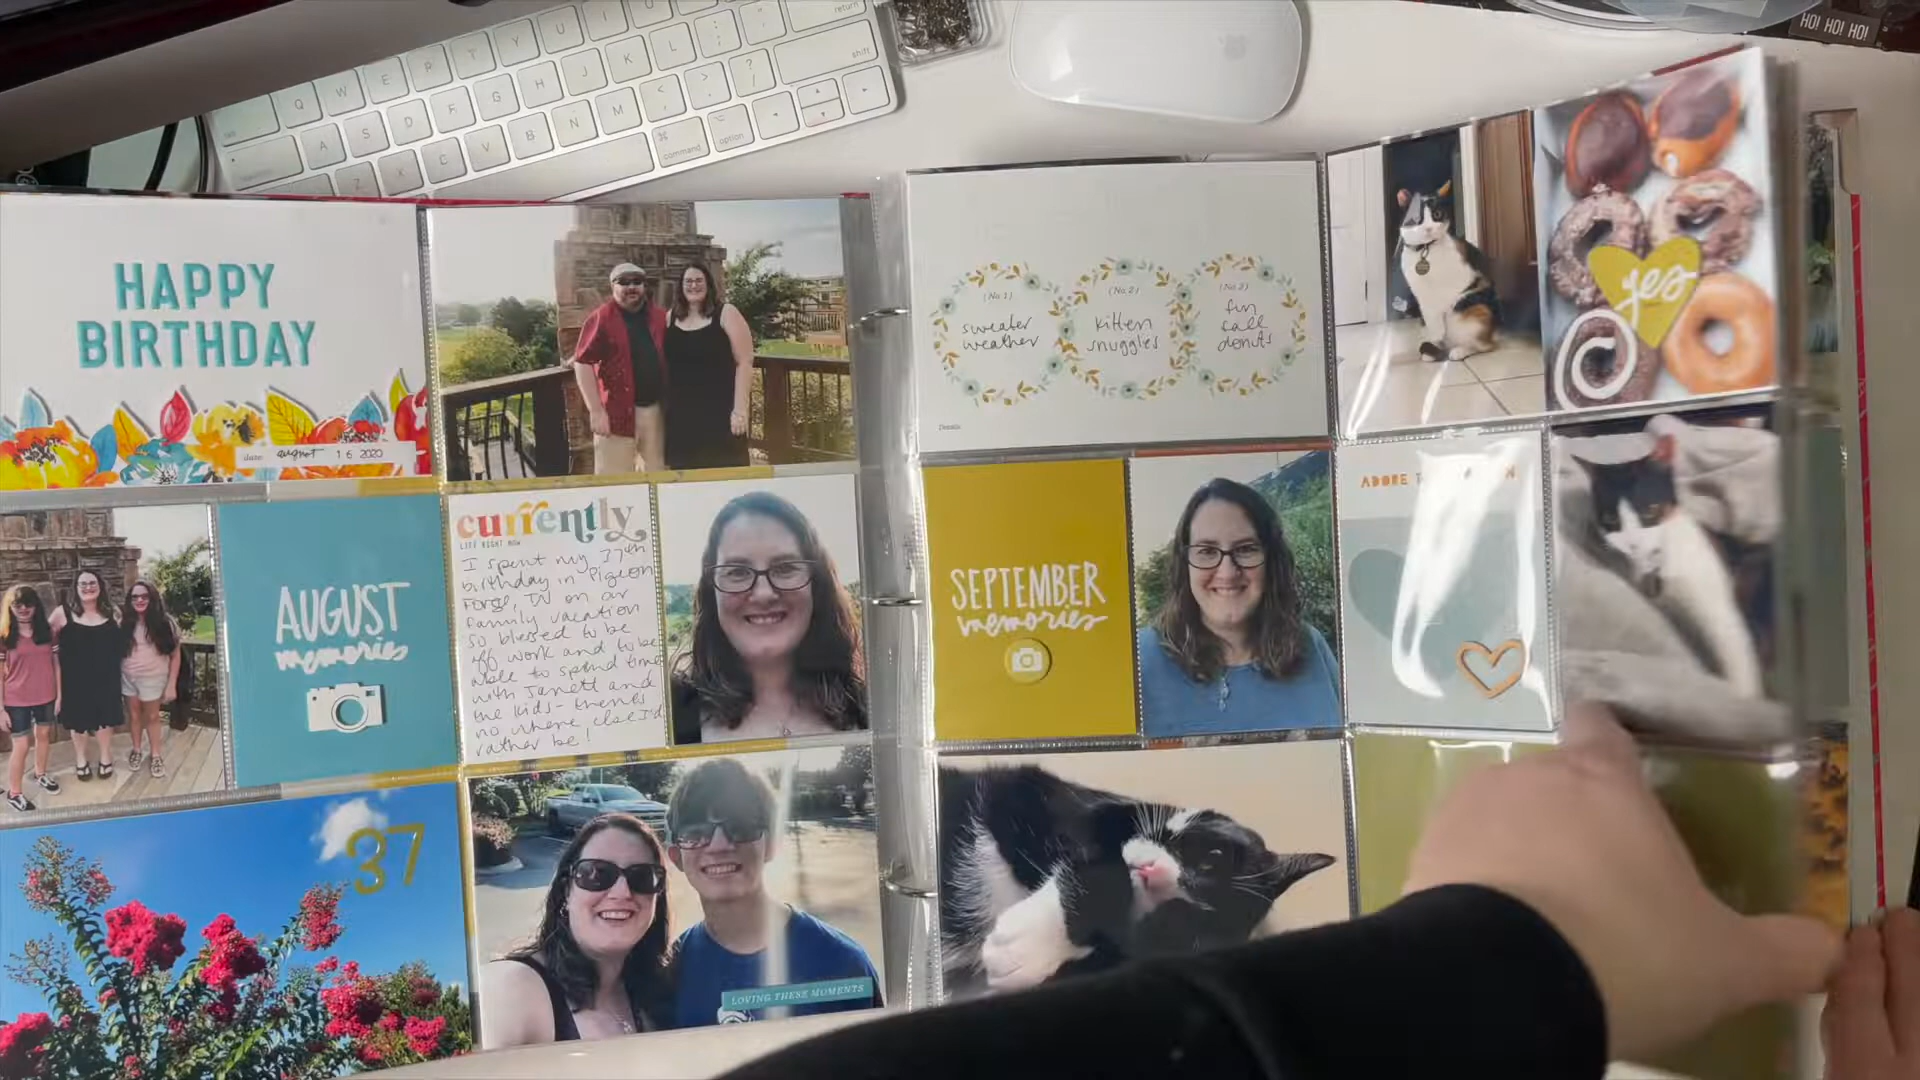 HO! HO! HO!
return
shift
command
option
Q W E R T Y U I
A S D F G H J K L
Z X C V B N M
HAPPY
BIRTHDAY
Date august 16 2020
AUGUST
memories
currently
LIFE RIGHT NOW
I spent my 37th
birthday in Pigeon
Forge, TN on our
family vacation
so blessed to be
off work and to be
able to spend time
with Janett and
the kids- theres
no where else I'd
rather be!
37
LOVING THESE MOMENTS
(No.1)
sweater
weather
(No.2)
kitten
snuggles
(No.3)
fun
fall
donuts
Details:
yes
SEPTEMBER
memories
ADORE